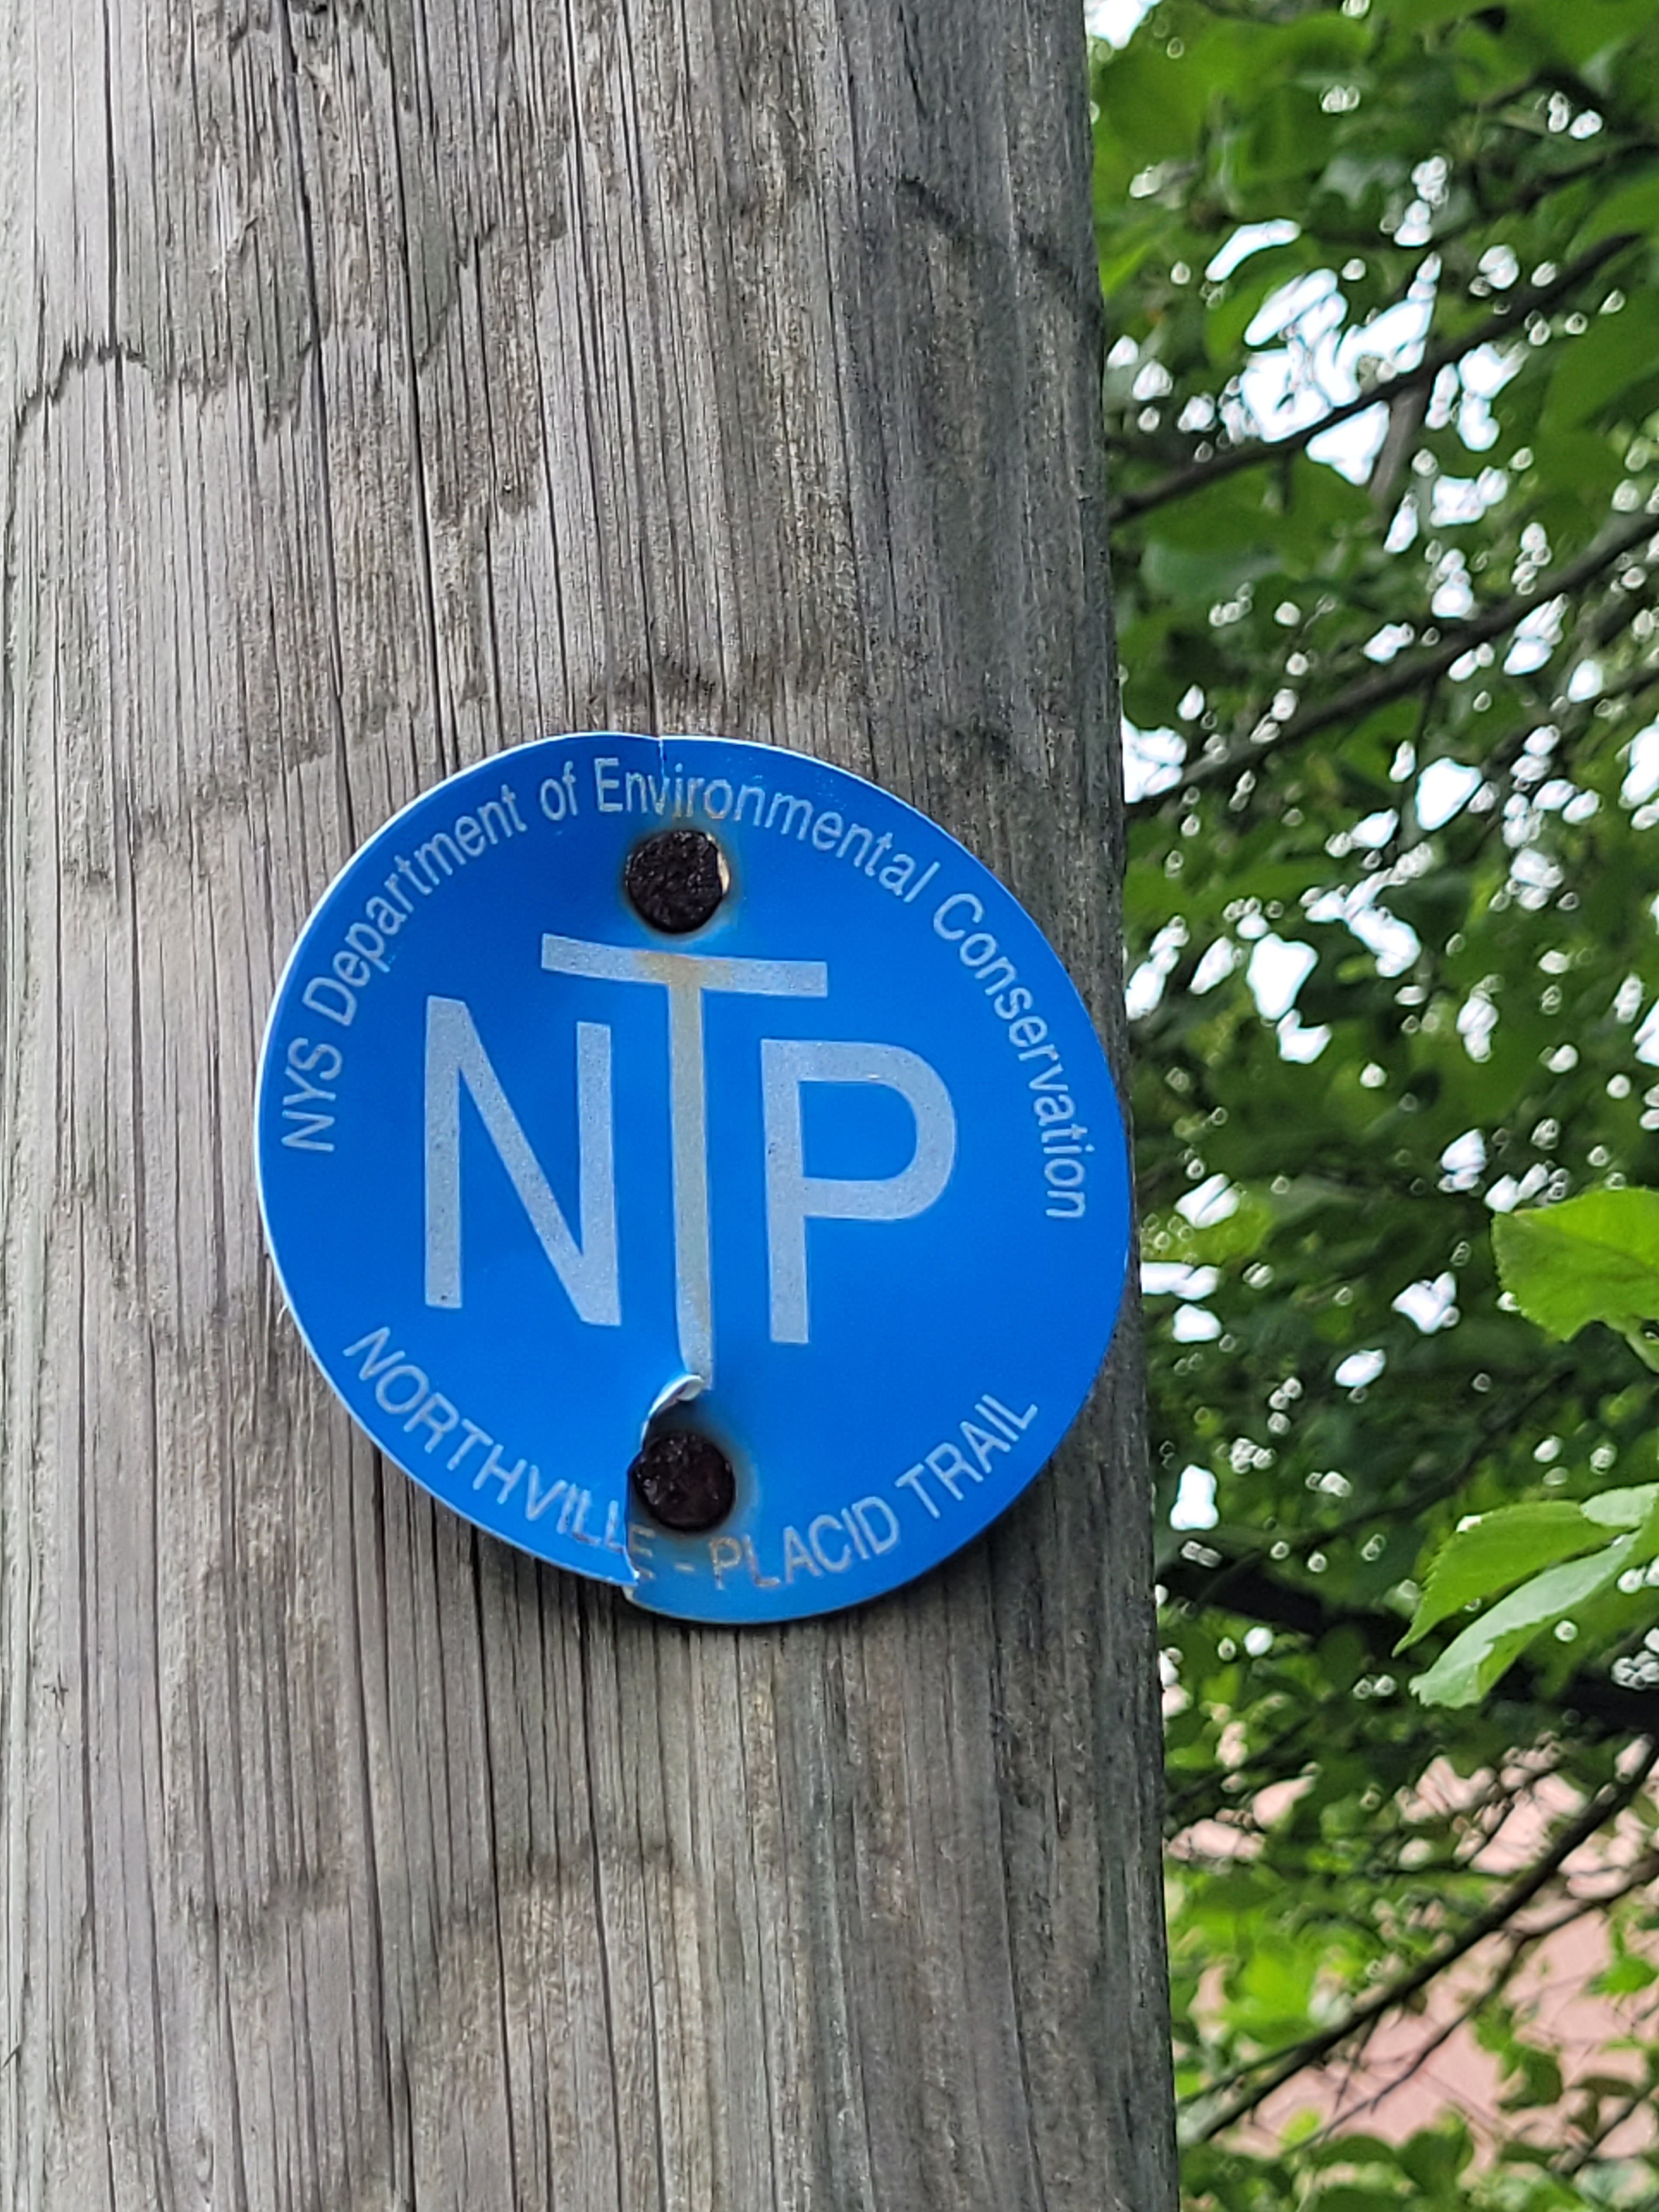 NYS Department of Environmental Conservation
NTP
NORTHVILLE - PLACID TRAIL